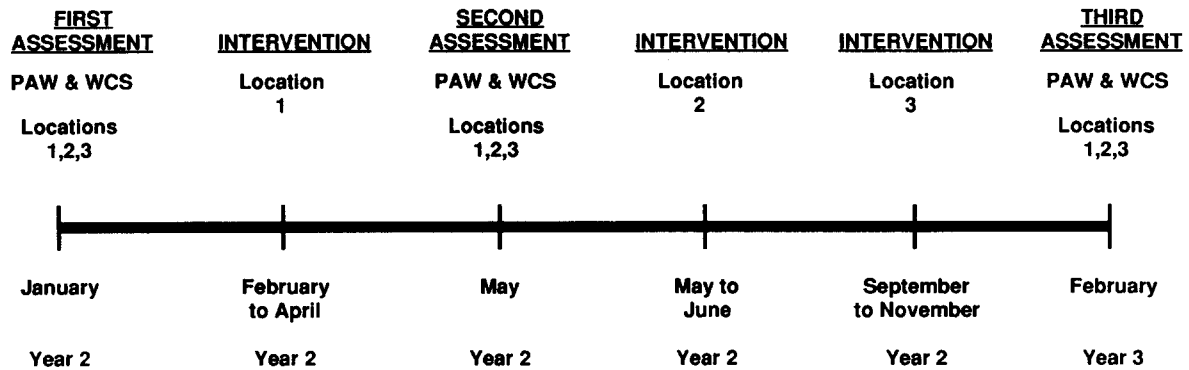 FIRST
ASSESSMENT
PAW & WCS
Locations
1,2,3
INTERVENTION
Location
1
SECOND
ASSESSMENT
PAW & WCS
Locations
1,2,3
INTERVENTION
Location
2
INTERVENTION
Location
3
THIRD
ASSESSMENT
PAW & WCS
Locations
1,2,3
January
Year 2
February
to April
Year 2
May
Year 2
May to
June
Year 2
September
to November
Year 2
February
Year 3